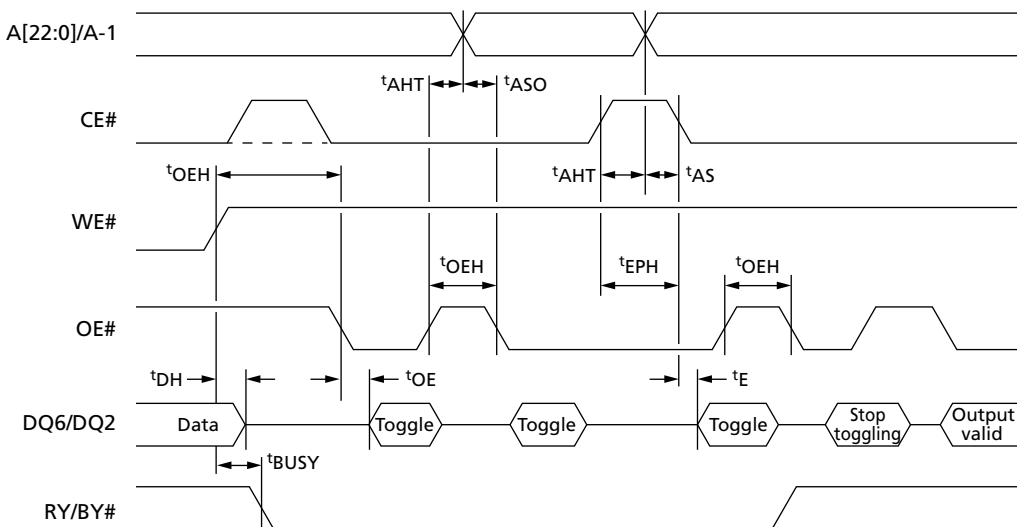 A[22:0]/A-1
tAHT tASO
CE#
tOEH
tAHT tAS
WE#
tOEH tEPH tOEH
OE#
tDH tOE tE
DQ6/DQ2 Data Toggle Toggle Toggle Stop toggling Output valid
tBUSY
RY/BY#